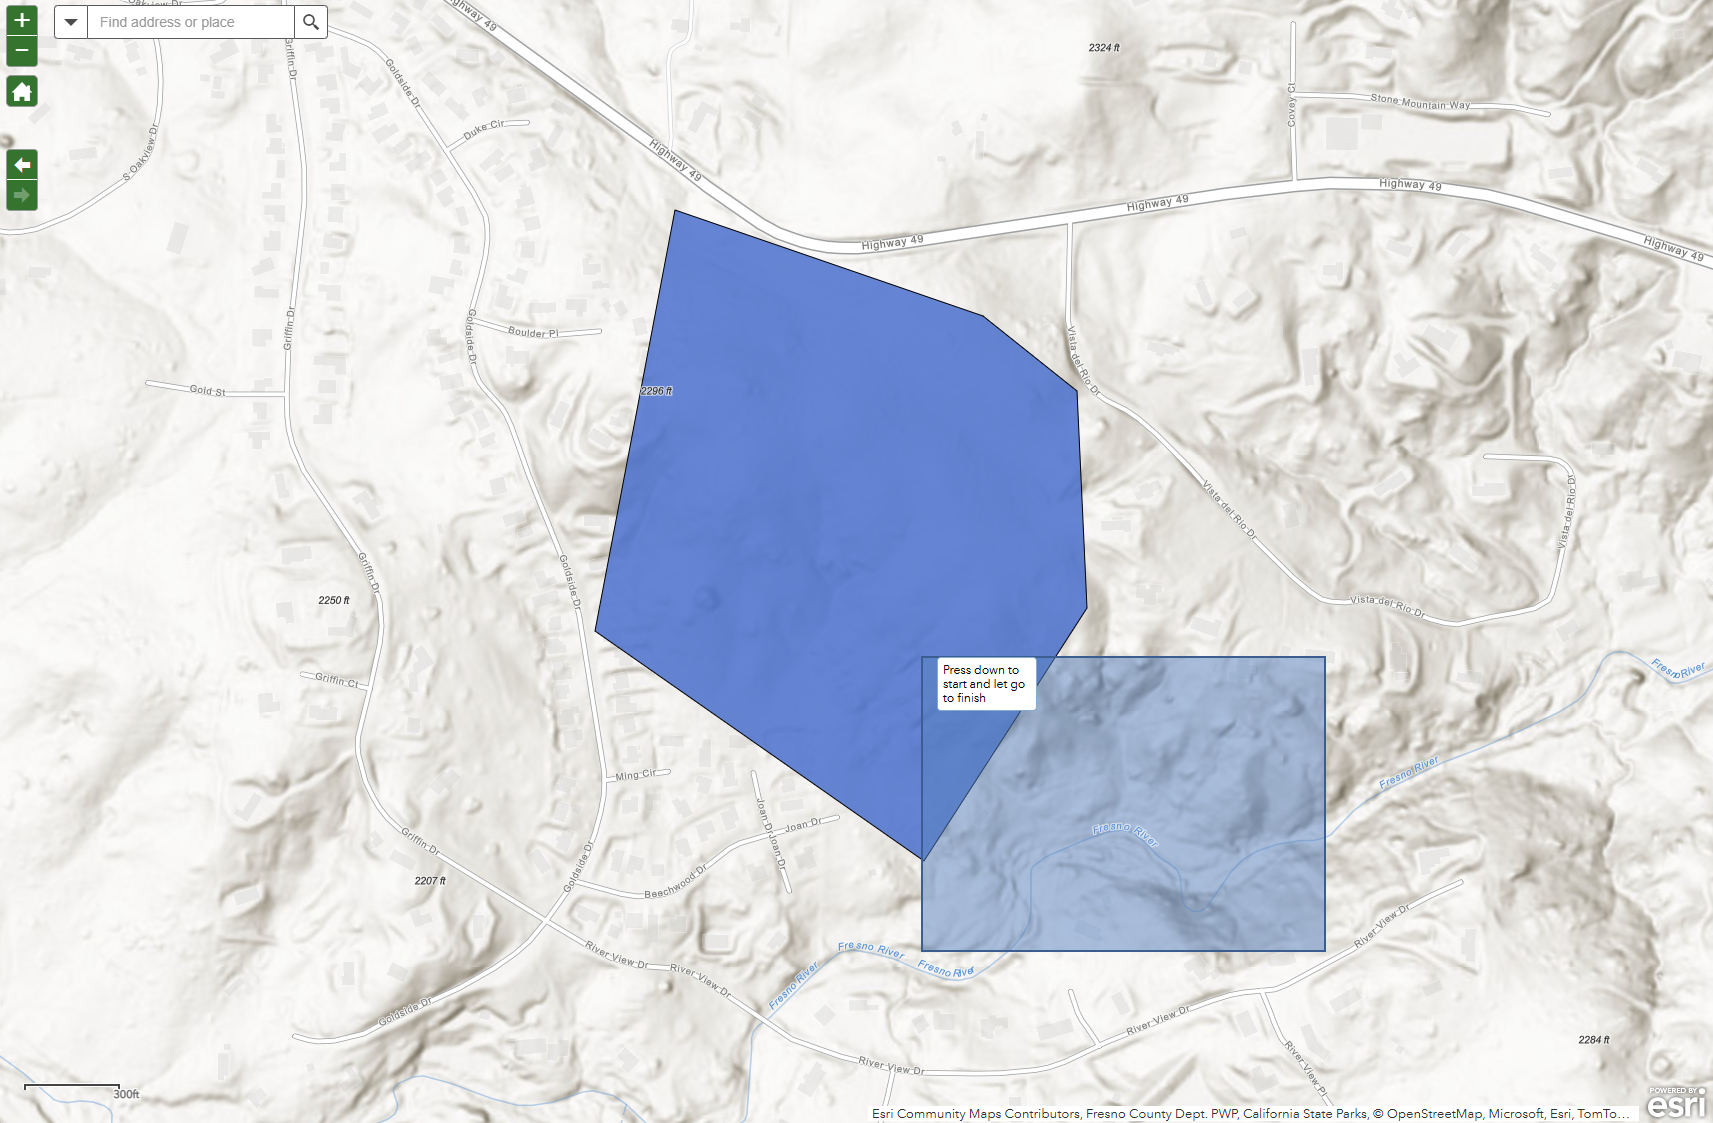 Oakview Dr
Find address or place
Highway 49
2324 ft
Griffin Dr
Goldside Dr
Stone Mountain Way
Covey Ct
Duke Cir
S Oakview Dr
Highway 49
Highway 49
Highway 49
Highway 49
Highway 49
Griffin Dr
Goldside Dr
Boulder Pl
Vista del Rio Dr
Gold St
2296 ft
Vista del Rio Dr
Vista del Rio Dr
Griffin Dr
Goldside Dr
2250 ft
Vista del Rio Dr
Press down to
start and let go
to finish
Fresno River
Griffin Ct
Ming Cir
Fresno River
Joan Dr
Joan Dr
Joan Dr
Fresno River
Griffin Dr
Goldside Dr
2207 ft
Beechwood Dr
River View Dr
Fresno River
Fresno River
River View Dr
River View Dr
Fresno River
Goldside Dr
River View Dr
2284 ft
River View Dr
River View Pl
300ft
POWERED BY
esri
Esri Community Maps Contributors, Fresno County Dept. PWP, California State Parks, © OpenStreetMap, Microsoft, Esri, TomTo...